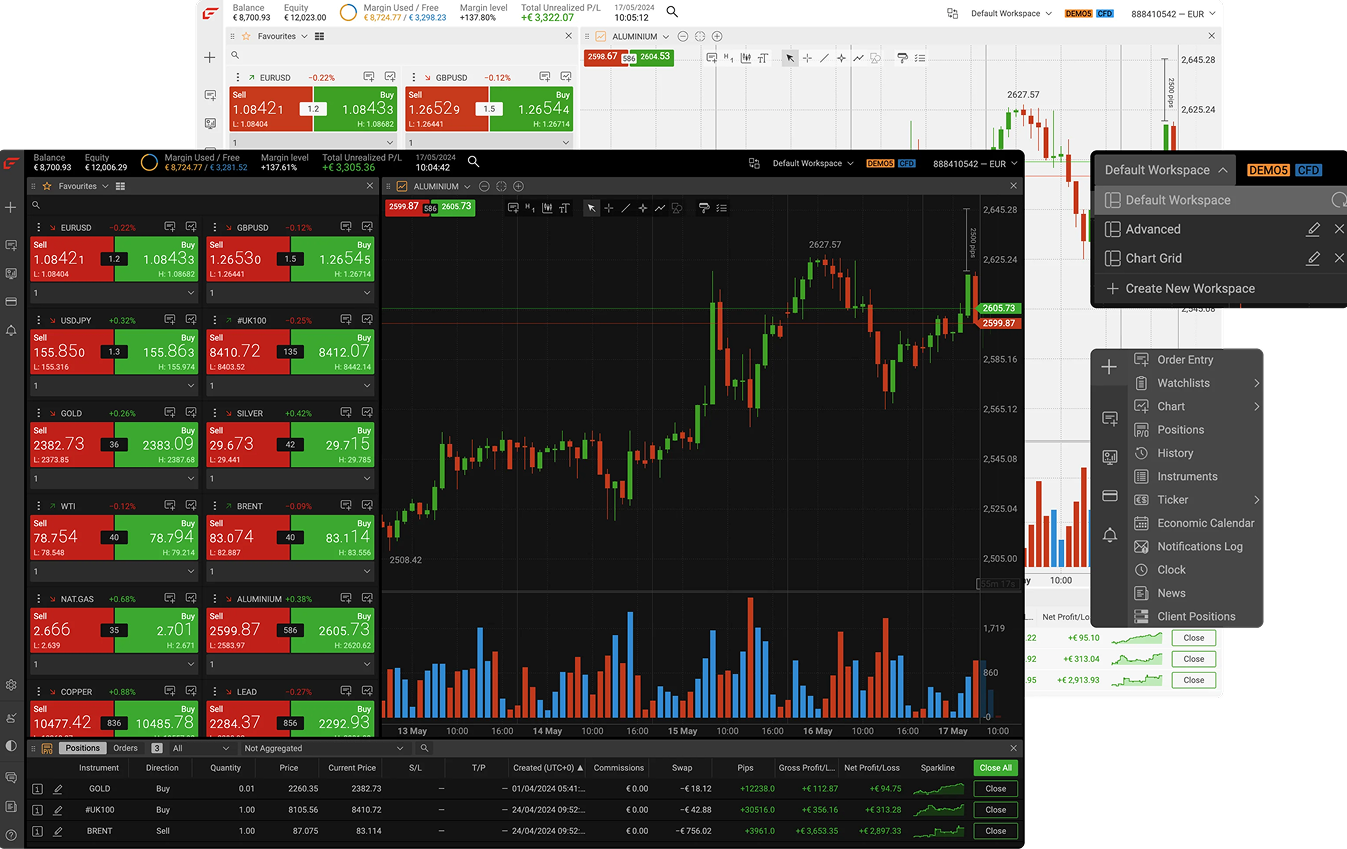 Balance Equity Margin Used / Free Margin level Total Unrealized P/L 17/05/2024
€ 8,700.93 € 12,023.00 € 8,724.77 / € 3,298.23 +137.80% +€ 3,322.07 10:05:12
Default Workspace DEMO5 CFD 888410542 — EUR
Favourites
ALUMINIUM
2598.67 586 2604.53
H1
EURUSD -0.22%
Sell Buy
1.08421 1.2 1.08433
L: 1.08404 H: 1.08682
1
GBPUSD -0.12%
Sell Buy
1.26529 1.5 1.26544
L: 1.26441 H: 1.26714
1
2,645.28
2500 pips
2627.57
2,625.24
Balance Equity Margin Used / Free Margin level Total Unrealized P/L 17/05/2024
€ 8,700.93 € 12,006.29 € 8,724.77 / € 3,281.52 +137.61% +€ 3,305.36 10:04:42
Default Workspace DEMO5 CFD 888410542 — EUR
Favourites
EURUSD -0.22%
Sell Buy
1.08421 1.2 1.08433
L: 1.08404 H: 1.08682
1
GBPUSD -0.12%
Sell Buy
1.26530 1.5 1.26545
L: 1.26441 H: 1.26714
1
USDJPY +0.32%
Sell Buy
155.850 1.3 155.863
L: 155.316 H: 155.974
1
#UK100 -0.25%
Sell Buy
8410.72 135 8412.07
L: 8403.52 H: 8442.14
1
GOLD +0.26%
Sell Buy
2382.73 36 2383.09
L: 2373.85 H: 2387.68
1
SILVER +0.42%
Sell Buy
29.673 42 29.715
L: 29.441 H: 29.785
1
WTI -0.12%
Sell Buy
78.754 40 78.794
L: 78.548 H: 79.214
1
BRENT -0.09%
Sell Buy
83.074 40 83.114
L: 82.887 H: 83.556
1
NAT.GAS +0.68%
Sell Buy
2.666 35 2.701
L: 2.639 H: 2.671
1
ALUMINIUM +0.38%
Sell Buy
2599.87 586 2605.73
L: 2583.97 H: 2620.62
1
COPPER +0.88%
Sell Buy
10477.42 836 10485.78
LEAD -0.27%
Sell Buy
2284.37 856 2292.93
ALUMINIUM
2599.87 586 2605.73
H1
2,645.28
2500 pips
2627.57
2,625.24
2605.73
2599.87
2,585.16
2,565.12
2,545.08
2,525.04
2508.42
2,505.00
55m 17s
1,719
860
0
13 May 10:00 16:00 14 May 10:00 16:00 15 May 10:00 16:00 16 May 10:00 16:00 17 May 10:00
P/O Positions Orders 3 All Not Aggregated
Instrument Direction Quantity Price Current Price S/L T/P Created (UTC+0) ▲ Commissions Swap Pips Gross Profit/L... Net Profit/Loss Sparkline Close All
1 GOLD Buy 0.01 2260.35 2382.73 — — 01/04/2024 05:41:... € 0.00 −€ 18.12 +12238.0 +€ 112.87 +€ 94.75 Close
1 #UK100 Buy 1.00 8105.56 8410.72 — — 24/04/2024 09:52:... € 0.00 −€ 42.88 +30516.0 +€ 356.16 +€ 313.28 Close
1 BRENT Sell 1.00 87.075 83.114 — — 24/04/2024 09:52:... € 0.00 −€ 756.02 +3961.0 +€ 3,653.35 +€ 2,897.33 Close
Default Workspace DEMO5 CFD
Default Workspace
Advanced
Chart Grid
Create New Workspace
2,545.08
Order Entry
Watchlists
Chart
P/O Positions
History
Instruments
€$ Ticker
Economic Calendar
Notifications Log
Clock
News
Client Positions
10:00
Net Profit/Lo
.22 +€ 95.10 Close
.92 +€ 313.04 Close
.95 +€ 2,913.93 Close